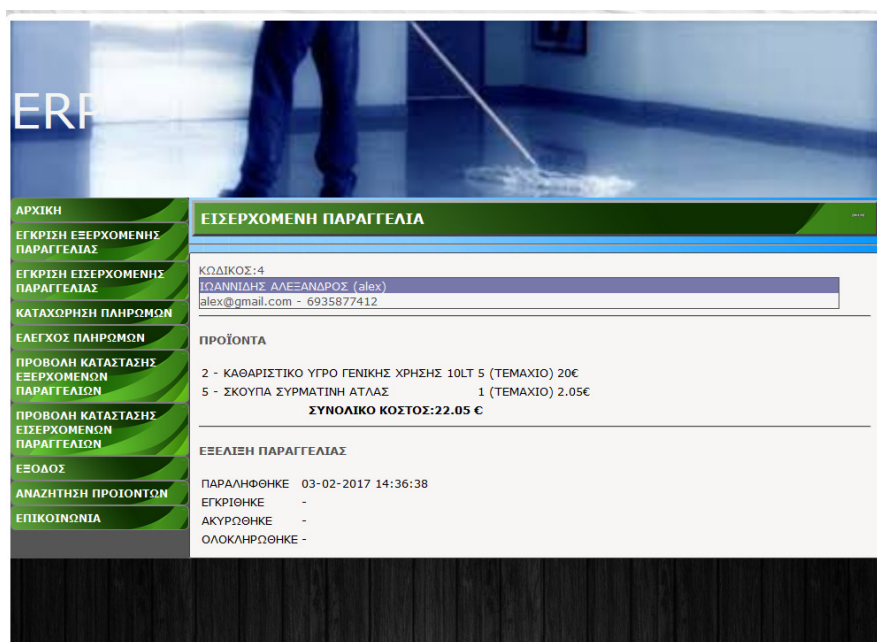 ERP
ΑΡΧΙΚΗ
ΕΓΚΡΙΣΗ ΕΞΕΡΧΟΜΕΝΗΣ
ΠΑΡΑΓΓΕΛΙΑΣ
ΕΓΚΡΙΣΗ ΕΙΣΕΡΧΟΜΕΝΗΣ
ΠΑΡΑΓΓΕΛΙΑΣ
ΚΑΤΑΧΩΡΗΣΗ ΠΛΗΡΩΜΩΝ
ΕΛΕΓΧΟΣ ΠΛΗΡΩΜΩΝ
ΠΡΟΒΟΛΗ ΚΑΤΑΣΤΑΣΗΣ
ΕΞΕΡΧΟΜΕΝΩΝ
ΠΑΡΑΓΓΕΛΙΩΝ
ΠΡΟΒΟΛΗ ΚΑΤΑΣΤΑΣΗΣ
ΕΙΣΕΡΧΟΜΕΝΩΝ
ΠΑΡΑΓΓΕΛΙΩΝ
ΕΞΟΔΟΣ
ΑΝΑΖΗΤΗΣΗ ΠΡΟΙΟΝΤΩΝ
ΕΠΙΚΟΙΝΩΝΙΑ
ΕΙΣΕΡΧΟΜΕΝΗ ΠΑΡΑΓΓΕΛΙΑ
ΚΩΔΙΚΟΣ:4
ΙΩΑΝΝΙΔΗΣ ΑΛΕΞΑΝΔΡΟΣ (alex)
alex@gmail.com - 6935877412
ΠΡΟΪΟΝΤΑ
2 - ΚΑΘΑΡΙΣΤΙΚΟ ΥΓΡΟ ΓΕΝΙΚΗΣ ΧΡΗΣΗΣ 10LT 5 (ΤΕΜΑΧΙΟ) 20€
5 - ΣΚΟΥΠΑ ΣΥΡΜΑΤΙΝΗ ΑΤΛΑΣ 1 (ΤΕΜΑΧΙΟ) 2.05€
ΣΥΝΟΛΙΚΟ ΚΟΣΤΟΣ:22.05 €
ΕΞΕΛΙΞΗ ΠΑΡΑΓΓΕΛΙΑΣ
ΠΑΡΑΛΗΦΘΗΚΕ 03-02-2017 14:36:38
ΕΓΚΡΙΘΗΚΕ -
ΑΚΥΡΩΘΗΚΕ -
ΟΛΟΚΛΗΡΩΘΗΚΕ -